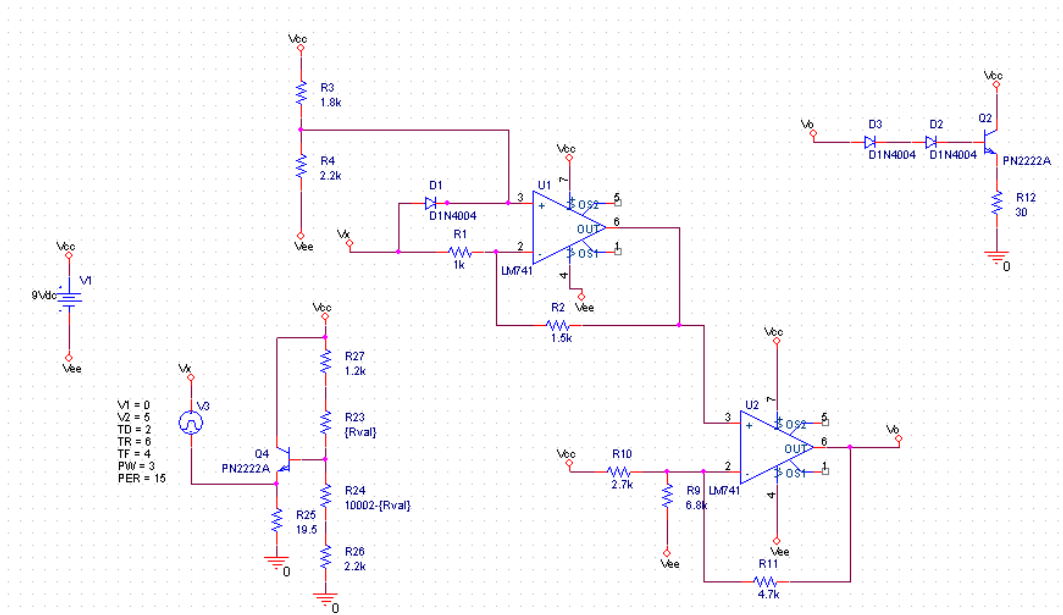 Vcc
R3
1.8k
R4
2.2k
Vee
D1
D1N4004
Vx
R1
1k
U1
Vcc
7
3
+
2
-
OS2
5
OUT
6
OS1
1
4
LM741
Vee
R2
1.5k
Vo
D3
D1N4004
D2
D1N4004
Vcc
Q2
PN2222A
R12
30
0
Vcc
V1
9Vdc
Vee
Vx
V3
V1 = 0
V2 = 5
TD = 2
TR = 6
TF = 4
PW = 3
PER = 15
Vcc
R27
1.2k
R23
{Rval}
Q4
PN2222A
R24
10002-{Rval}
R25
19.5
R26
2.2k
0
0
Vcc
U2
7
3
+
2
-
OS2
5
OUT
6
OS1
1
4
LM741
Vo
Vcc
R10
2.7k
R9
6.8k
Vee
Vee
R11
4.7k